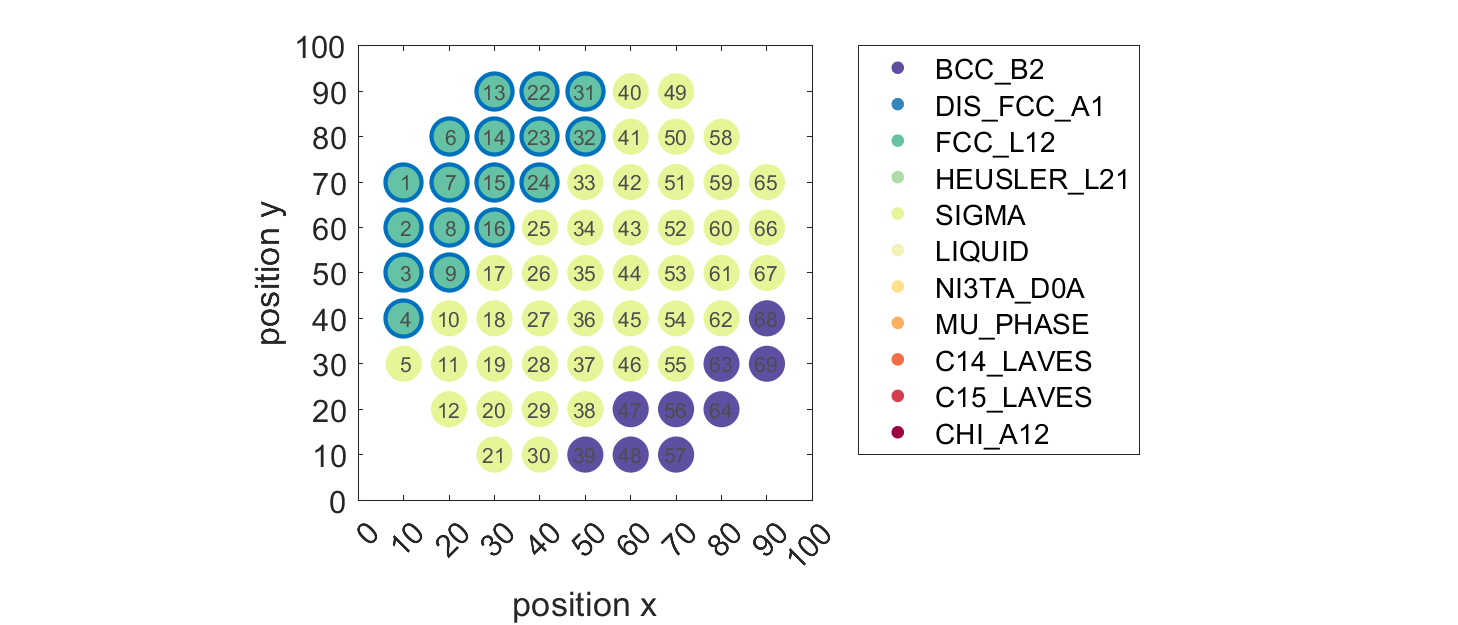 100
90 13 22 31 40 49
80 6 14 23 32 41 50 58
70 1 7 15 24 33 42 51 59 65
60 2 8 16 25 34 43 52 60 66
50 3 9 17 26 35 44 53 61 67
40 4 10 18 27 36 45 54 62 68
30 5 11 19 28 37 46 55 63 69
20 12 20 29 38 47 56 64
10 21 30 39 48 57
0
0 10 20 30 40 50 60 70 80 90 100
position x
position y
BCC_B2
DIS_FCC_A1
FCC_L12
HEUSLER_L21
SIGMA
LIQUID
NI3TA_D0A
MU_PHASE
C14_LAVES
C15_LAVES
CHI_A12